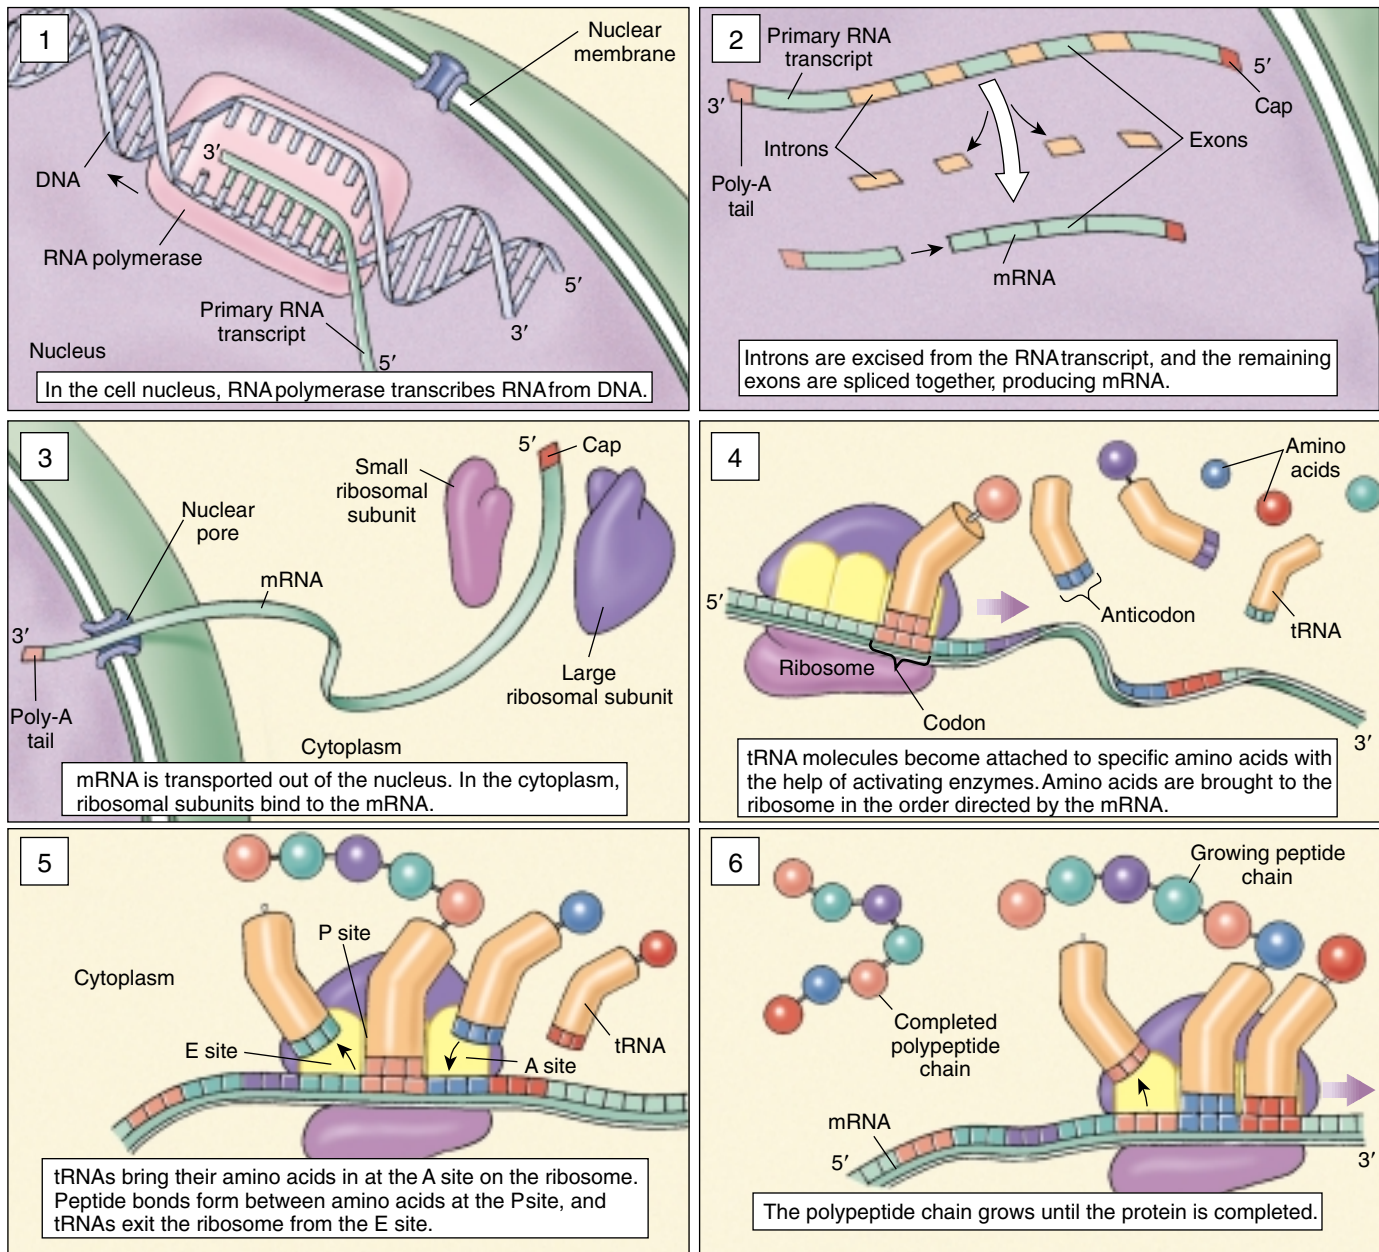 1
Nuclear
membrane
3′
DNA
RNA polymerase
5′
3′
Primary RNA
transcript
Nucleus
5′
In the cell nucleus, RNA polymerase transcribes RNA from DNA.
2
Primary RNA
transcript
5′
3′
Cap
Introns
Exons
Poly-A
tail
mRNA
Introns are excised from the RNA transcript, and the remaining
exons are spliced together, producing mRNA.
3
5′
Cap
Small
ribosomal
subunit
Nuclear
pore
mRNA
3′
Large
ribosomal subunit
Poly-A
tail
Cytoplasm
mRNA is transported out of the nucleus. In the cytoplasm,
ribosomal subunits bind to the mRNA.
4
Amino
acids
5′
Anticodon
tRNA
Ribosome
Codon
3′
tRNA molecules become attached to specific amino acids with
the help of activating enzymes. Amino acids are brought to the
ribosome in the order directed by the mRNA.
5
P site
Cytoplasm
E site
tRNA
A site
tRNAs bring their amino acids in at the A site on the ribosome.
Peptide bonds form between amino acids at the P site, and
tRNAs exit the ribosome from the E site.
6
Growing peptide
chain
Completed
polypeptide
chain
mRNA
5′
3′
The polypeptide chain grows until the protein is completed.